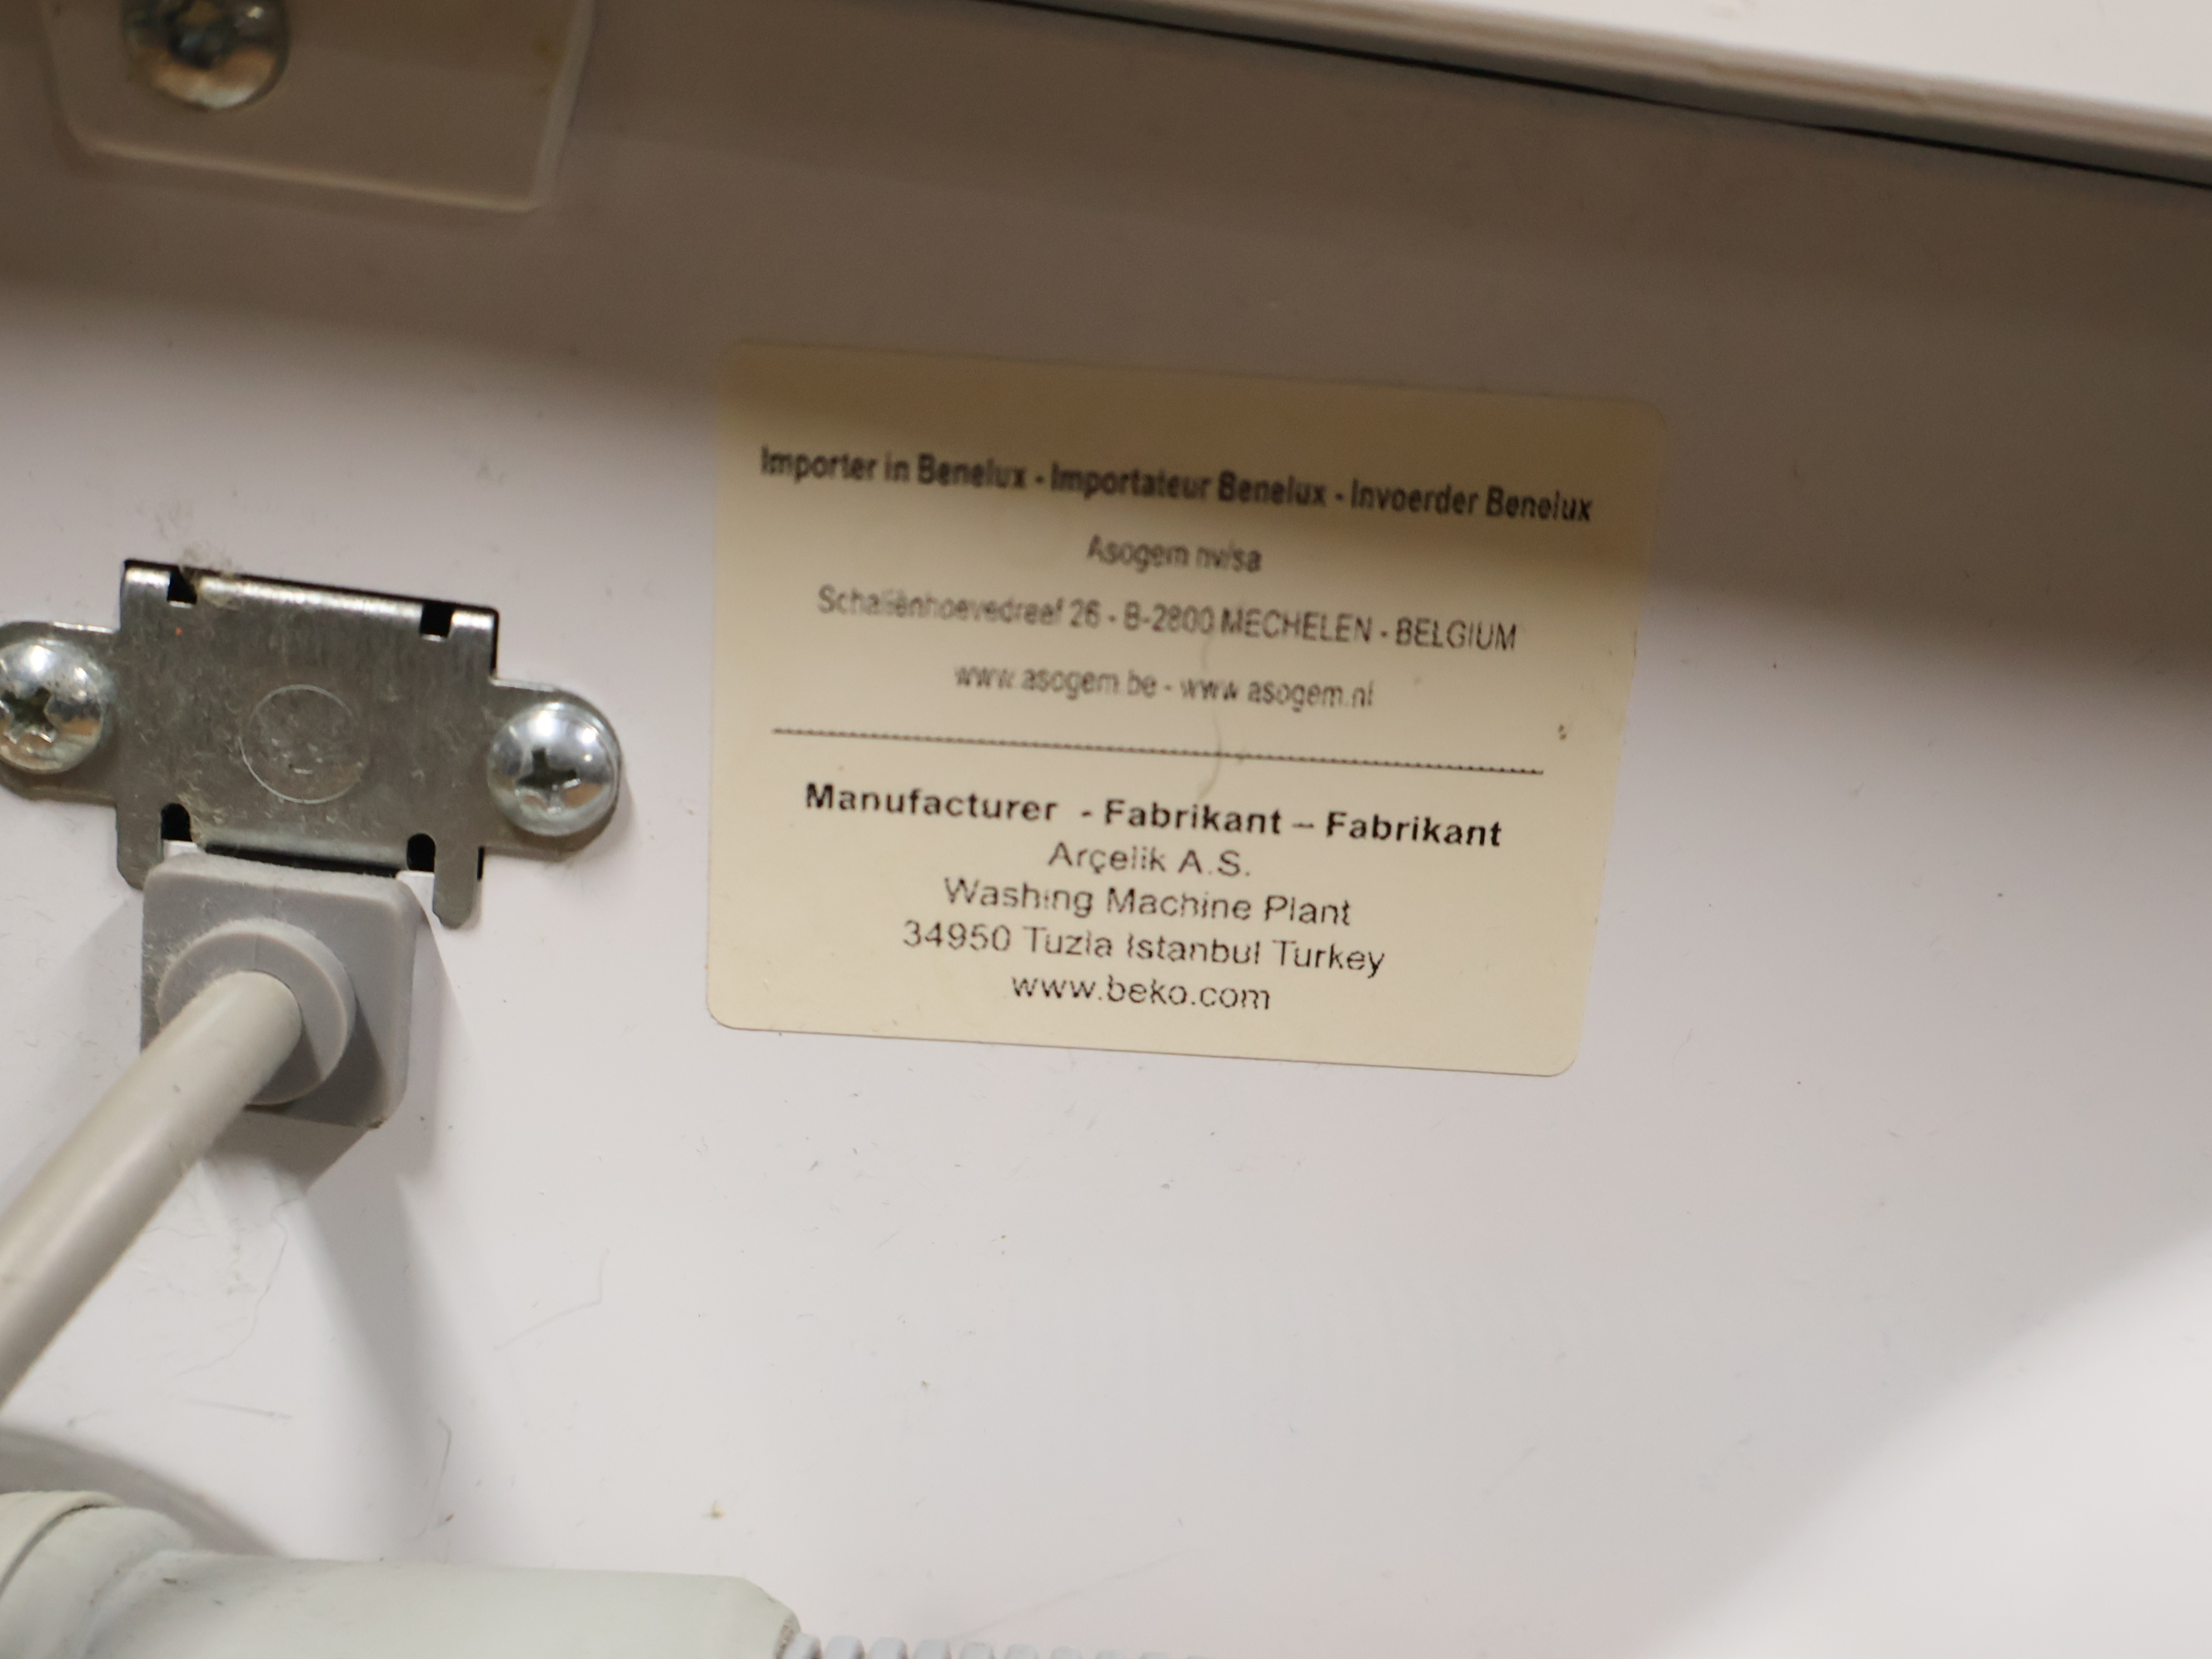 Importer in Benelux - Importateur Benelux - Invoerder Benelux
Asogem nv/sa
Schaliënhoevedreef 26 - B-2800 MECHELEN - BELGIUM
www.asogem.be - www.asogem.nl
Manufacturer - Fabrikant – Fabrikant
Arçelik A.S.
Washing Machine Plant
34950 Tuzla Istanbul Turkey
www.beko.com